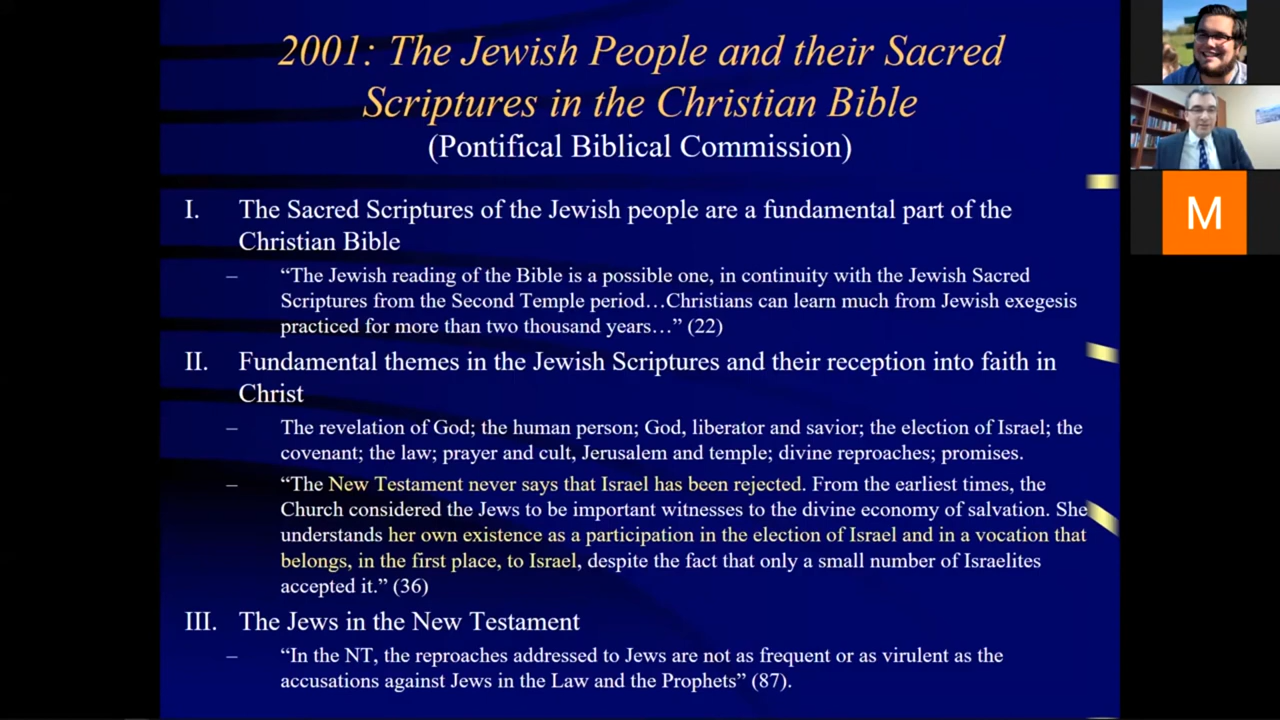 2001: The Jewish People and their Sacred
Scriptures in the Christian Bible
(Pontifical Biblical Commission)
I. The Sacred Scriptures of the Jewish people are a fundamental part of the
Christian Bible
– “The Jewish reading of the Bible is a possible one, in continuity with the Jewish Sacred
Scriptures from the Second Temple period…Christians can learn much from Jewish exegesis
practiced for more than two thousand years…” (22)
II. Fundamental themes in the Jewish Scriptures and their reception into faith in
Christ
– The revelation of God; the human person; God, liberator and savior; the election of Israel; the
covenant; the law; prayer and cult, Jerusalem and temple; divine reproaches; promises.
– “The New Testament never says that Israel has been rejected. From the earliest times, the
Church considered the Jews to be important witnesses to the divine economy of salvation. She
understands her own existence as a participation in the election of Israel and in a vocation that
belongs, in the first place, to Israel, despite the fact that only a small number of Israelites
accepted it.” (36)
III. The Jews in the New Testament
– “In the NT, the reproaches addressed to Jews are not as frequent or as virulent as the
accusations against Jews in the Law and the Prophets” (87).
M